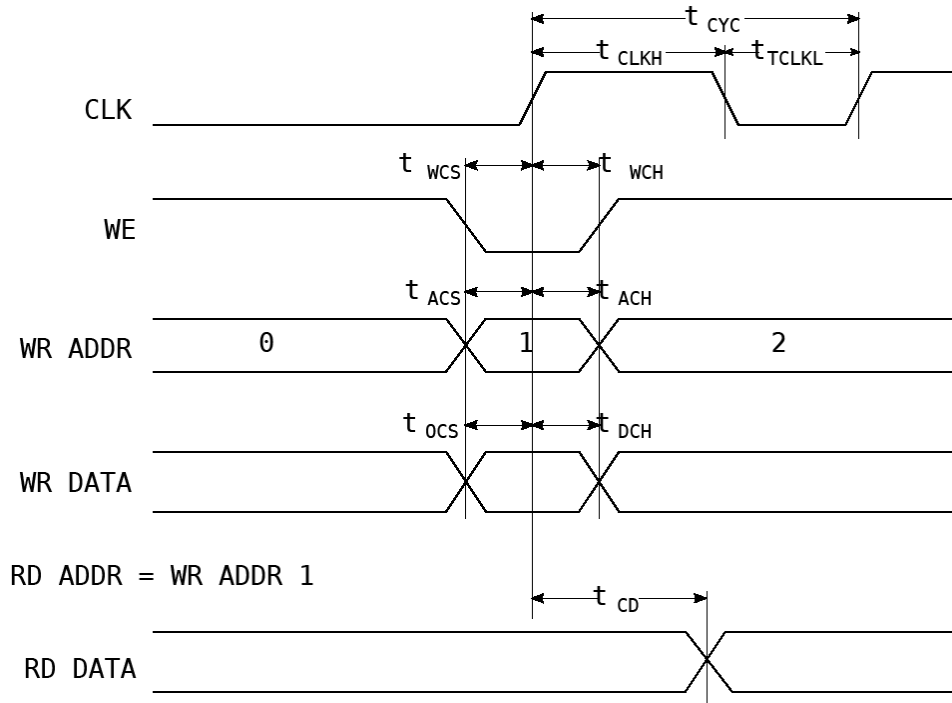 t CYC
t CLKH t TCLKL
CLK
t WCS t WCH
WE
t ACS t ACH
WR ADDR 0 1 2
t OCS t DCH
WR DATA
RD ADDR = WR ADDR 1
t CD
RD DATA